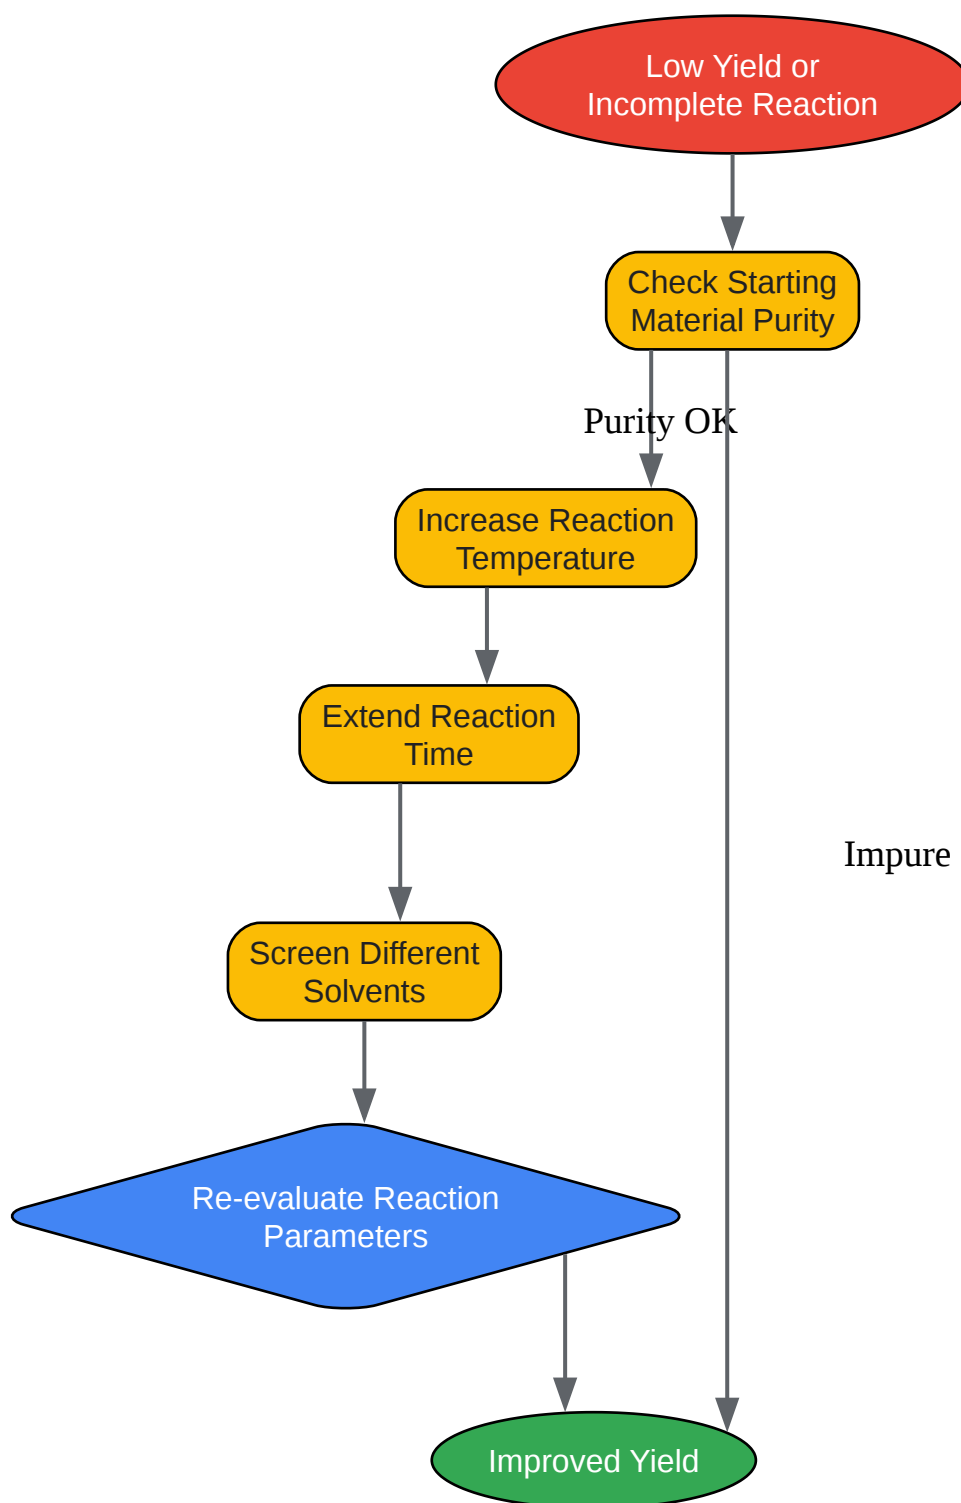 Low Yield or
Incomplete Reaction
Check Starting
Material Purity
Purity OK
Increase Reaction
Temperature
Extend Reaction
Time
Impure
Screen Different
Solvents
Re-evaluate Reaction
Parameters
Improved Yield